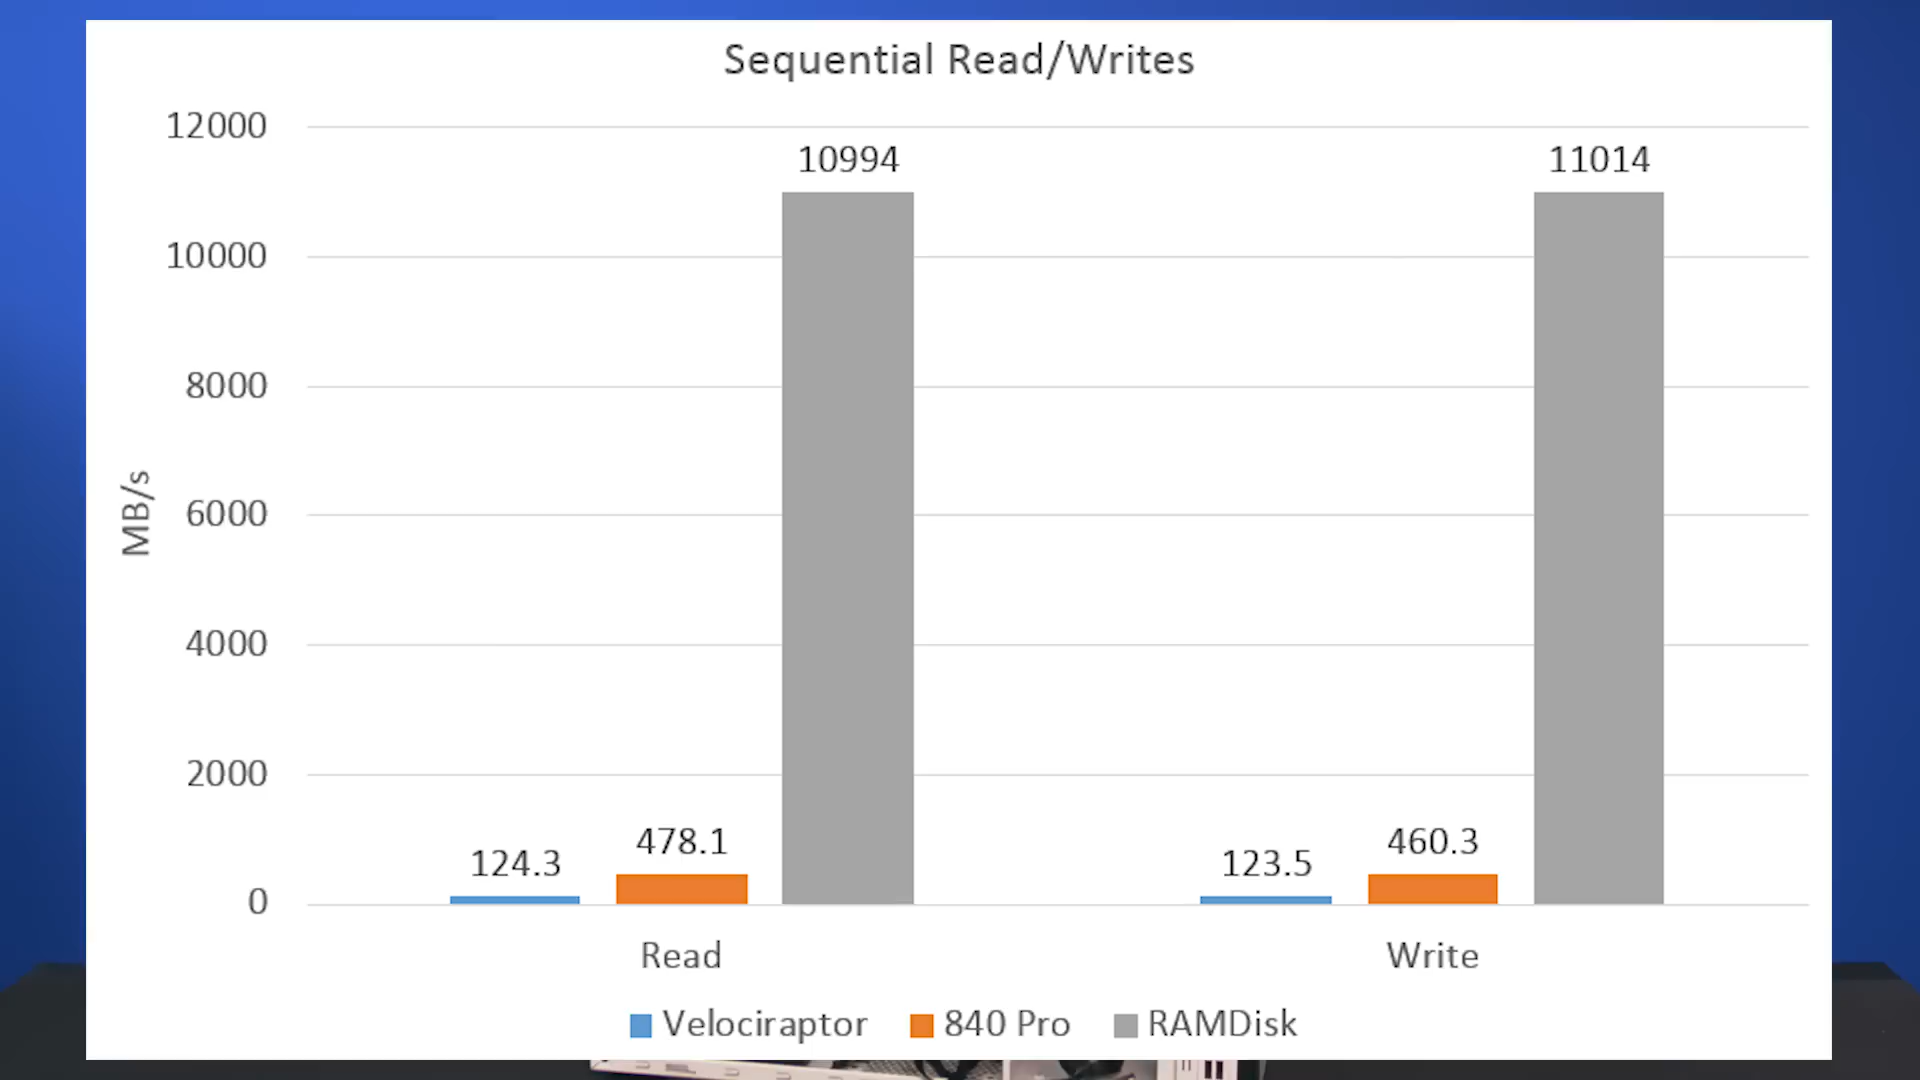 Sequential Read/Writes
12000
10000
8000
6000
4000
2000
0
MB/s
10994
11014
124.3
478.1
123.5
460.3
Read
Write
Velociraptor
840 Pro
RAMDisk